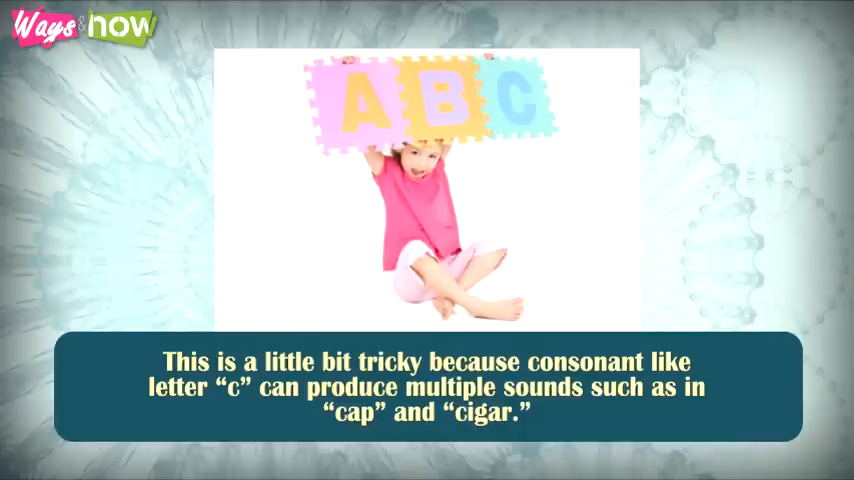 Ways & now
A B C
This is a little bit tricky because consonant like
letter “c” can produce multiple sounds such as in
“cap” and “cigar.”